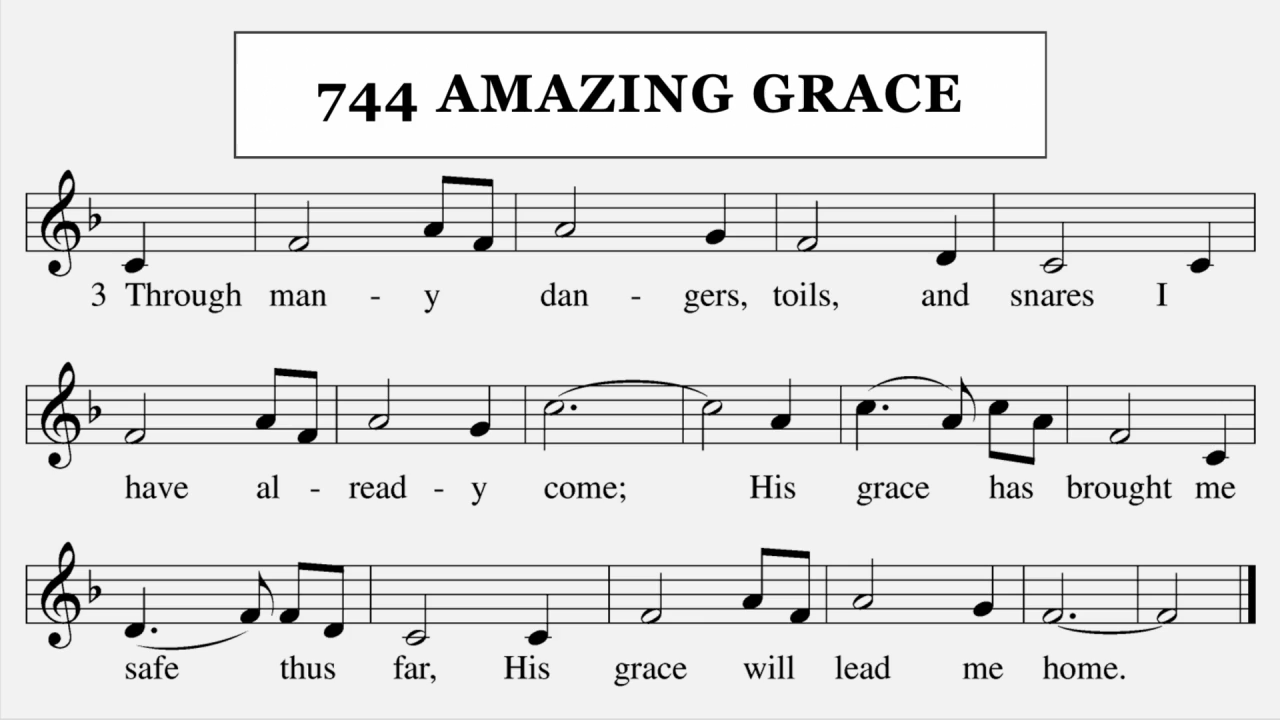 744 AMAZING GRACE
3 Through man - y dan - gers, toils, and snares I
have al - read - y come; His grace has brought me
safe thus far, His grace will lead me home.